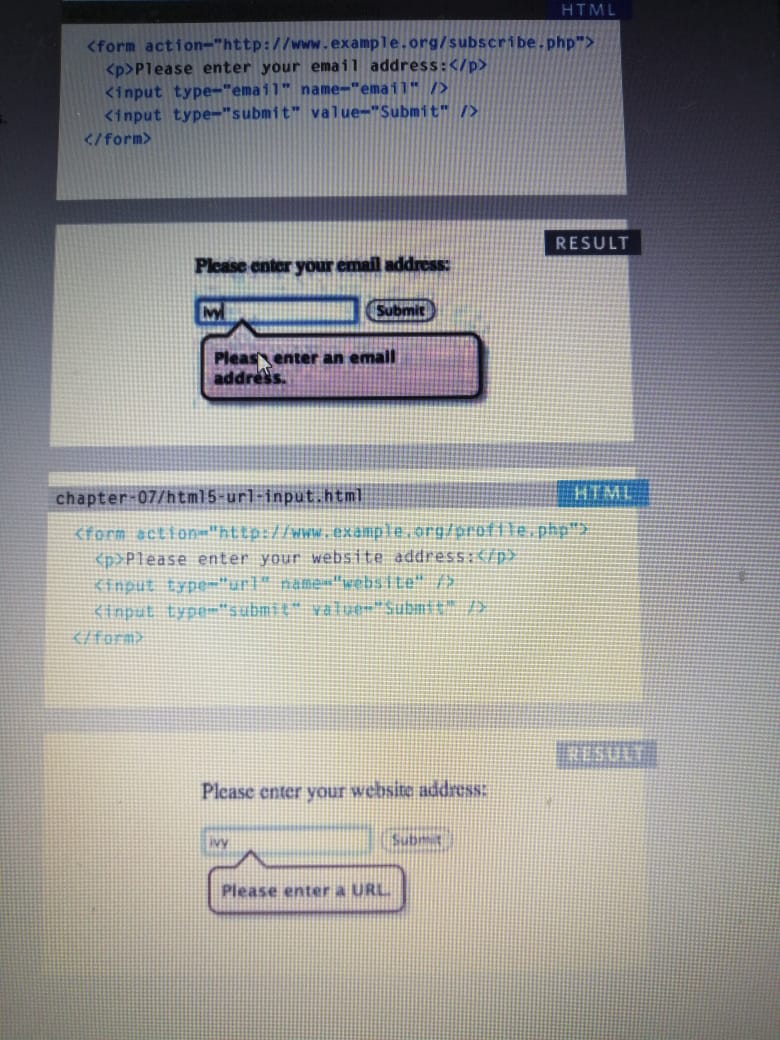 HTML
<form action="http://www.example.org/subscribe.php">
<p>Please enter your email address:</p>
<input type="email" name="email" />
<input type="submit" value="Submit" />
</form>
RESULT
Please enter your email address:
ivy Submit
Please enter an email
address.
chapter-07/html5-url-input.html HTML
<form action="http://www.example.org/profile.php">
<p>Please enter your website address:</p>
<input type="url" name="website" />
<input type="submit" value="Submit" />
</form>
RESULT
Please enter your website address:
ivy Submit
Please enter a URL.